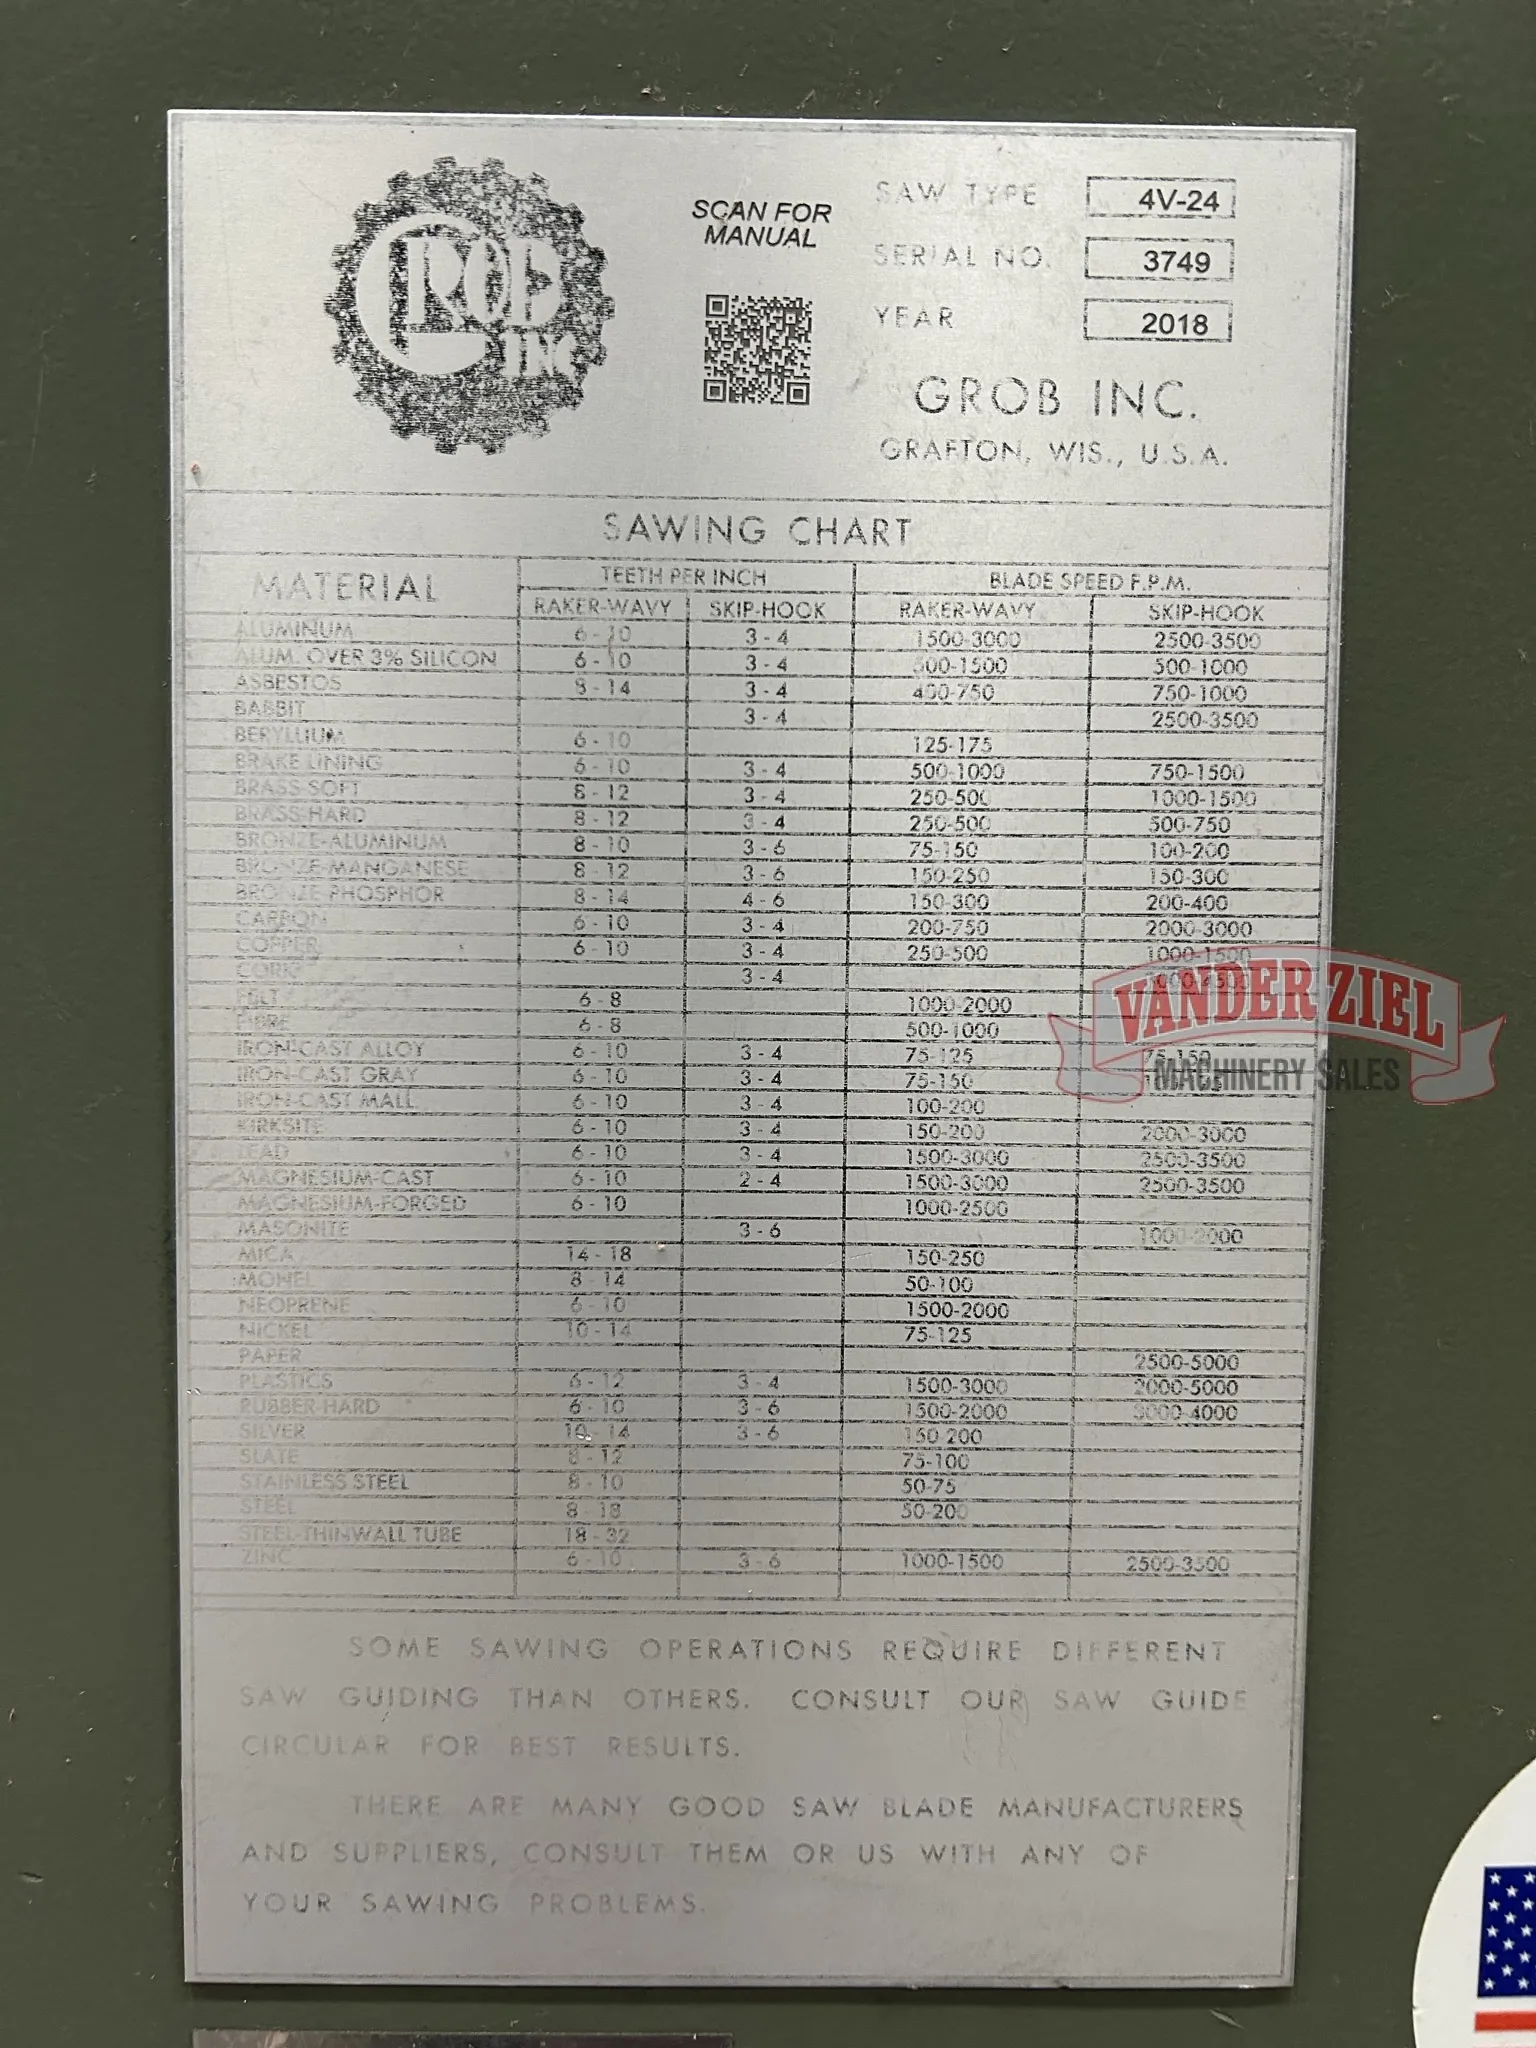 GROB
INC
SCAN FOR
MANUAL
SAW TYPE 4V-24
SERIAL NO. 3749
YEAR 2018
GROB INC.
GRAFTON, WIS., U.S.A.
SAWING CHART
MATERIAL TEETH PER INCH BLADE SPEED F.P.M.
RAKER-WAVY SKIP-HOOK RAKER-WAVY SKIP-HOOK
ALUMINUM 6-10 3-4 1500-3000 2500-3500
ALUM. OVER 3% SILICON 6-10 3-4 500-1500 500-1000
ASBESTOS 8-14 3-4 400-750 750-1000
BABBIT 3-4 2500-3500
BERYLLIUM 6-10 125-175
BRAKE LINING 6-10 3-4 500-1000 750-1500
BRASS-SOFT 8-12 3-4 250-500 1000-1500
BRASS-HARD 8-12 3-4 250-500 500-750
BRONZE-ALUMINUM 8-10 3-6 75-150 100-200
BRONZE-MANGANESE 8-12 3-6 150-250 150-300
BRONZE-PHOSPHOR 8-14 4-6 150-300 200-400
CARBON 6-10 3-4 200-750 2000-3000
COPPER 6-10 3-4 250-500 1000-1500
CORK 3-4
FELT 6-8 1000-2000
FIBRE 6-8 500-1000
IRON-CAST ALLOY 6-10 3-4 75-125 75-150
IRON-CAST GRAY 6-10 3-4 75-150
IRON-CAST MALL. 6-10 3-4 100-200
KIRKSITE 6-10 3-4 150-200 2000-3000
LEAD 6-10 3-4 1500-3000 2500-3500
MAGNESIUM-CAST 6-10 2-4 1500-3000 2500-3500
MAGNESIUM-FORGED 6-10 1000-2500
MASONITE 3-6 1000-2000
MICA 14-18 150-250
MONEL 8-14 50-100
NEOPRENE 6-10 1500-2000
NICKEL 10-14 75-125
PAPER 2500-5000
PLASTICS 6-12 3-4 1500-3000 2000-5000
RUBBER-HARD 6-10 3-6 1500-2000 3000-4000
SILVER 10-14 3-6 150-200
SLATE 8-12 75-100
STAINLESS STEEL 8-10 50-75
STEEL 8-18 50-200
STEEL-THINWALL TUBE 18-32
ZINC 6-10 3-6 1000-1500 2500-3500
SOME SAWING OPERATIONS REQUIRE DIFFERENT
SAW GUIDING THAN OTHERS. CONSULT OUR SAW GUIDE
CIRCULAR FOR BEST RESULTS.
THERE ARE MANY GOOD SAW BLADE MANUFACTURERS
AND SUPPLIERS, CONSULT THEM OR US WITH ANY OF
YOUR SAWING PROBLEMS.
VANDER ZIEL
MACHINERY SALES